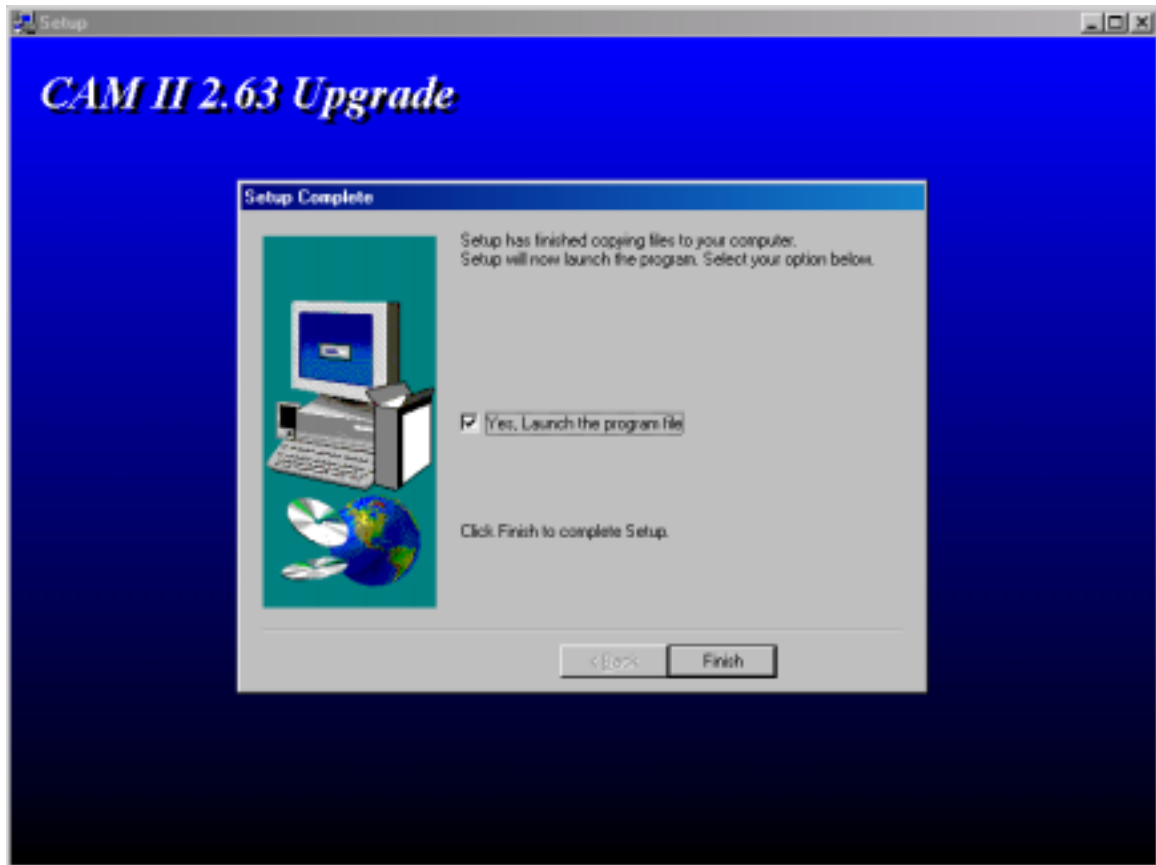 Setup
CAM II 2.63 Upgrade
Setup Complete
Setup has finished copying files to your computer.
Setup will now launch the program. Select your option below.
Yes, Launch the program file
Click Finish to complete Setup.
< Back
Finish